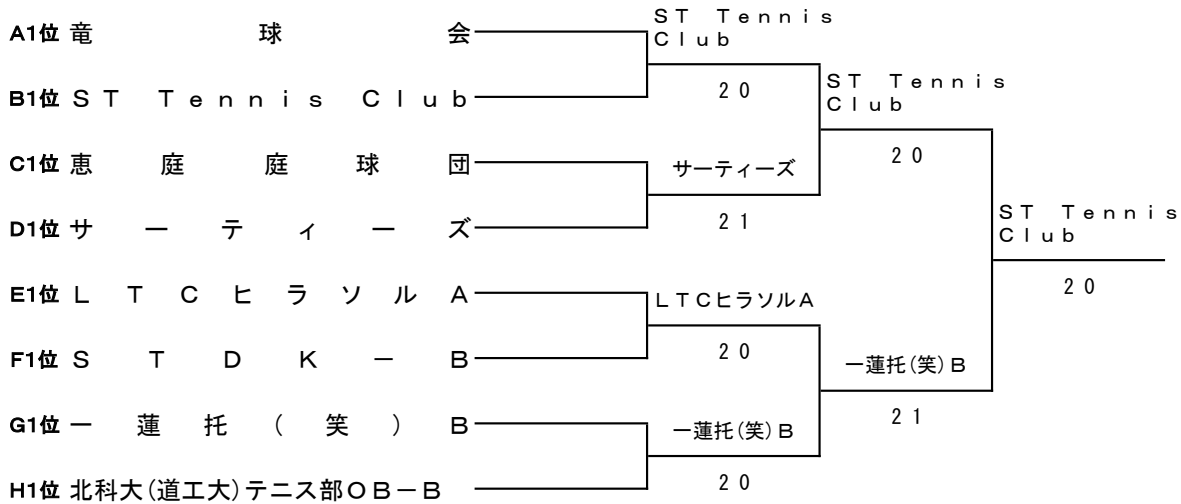 A1位 竜球会
B1位 ST Tennis Club
C1位 恵庭庭球団
D1位 サーティーズ
E1位 LTCヒラソルA
F1位 STDK-B
G1位 一蓮托(笑)B
H1位 北科大(道工大)テニス部OB-B
ST Tennis
Club
20
サーティーズ
21
LTCヒラソルA
20
一蓮托(笑)B
20
ST Tennis
Club
20
一蓮托(笑)B
21
ST Tennis
Club
20